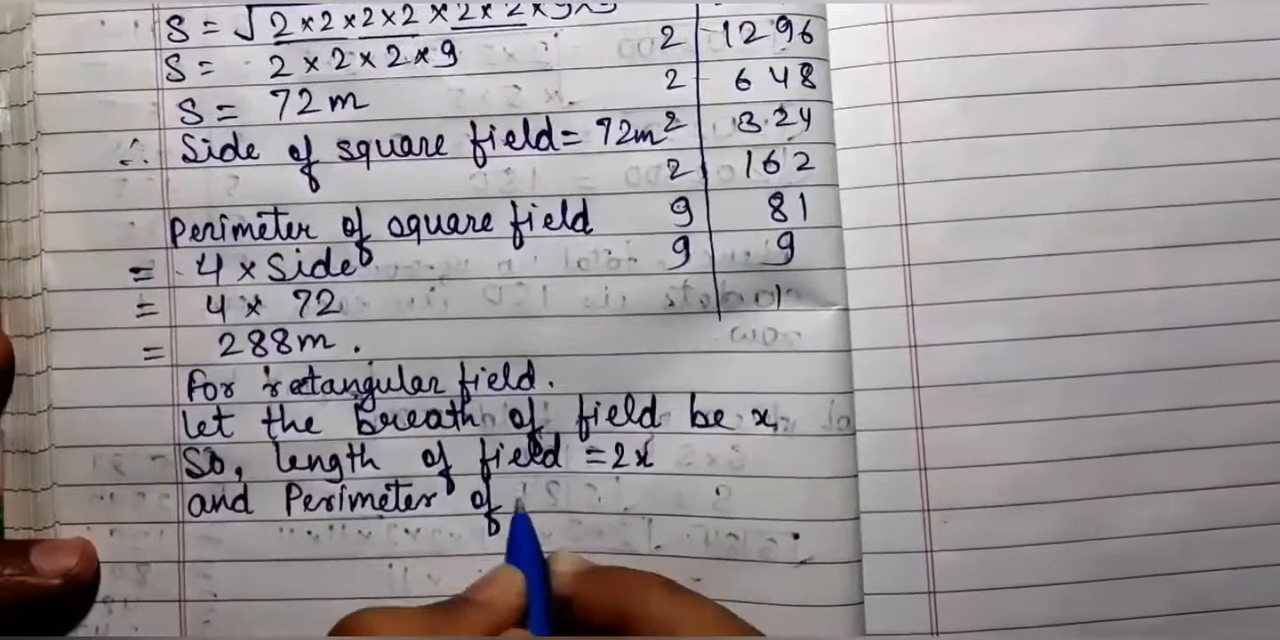 S = √2×2×2×2×2×2×9×9
S = 2×2×2×9
S = 72m
∴ Side of square field = 72m
Perimeter of square field
= 4 × Side
= 4 × 72
= 288m.
for rectangular field.
let the breath of field be x,
So, length of field = 2x
and Perimeter of
2 1296
2 648
2 324
2 162
9 81
9 9
1